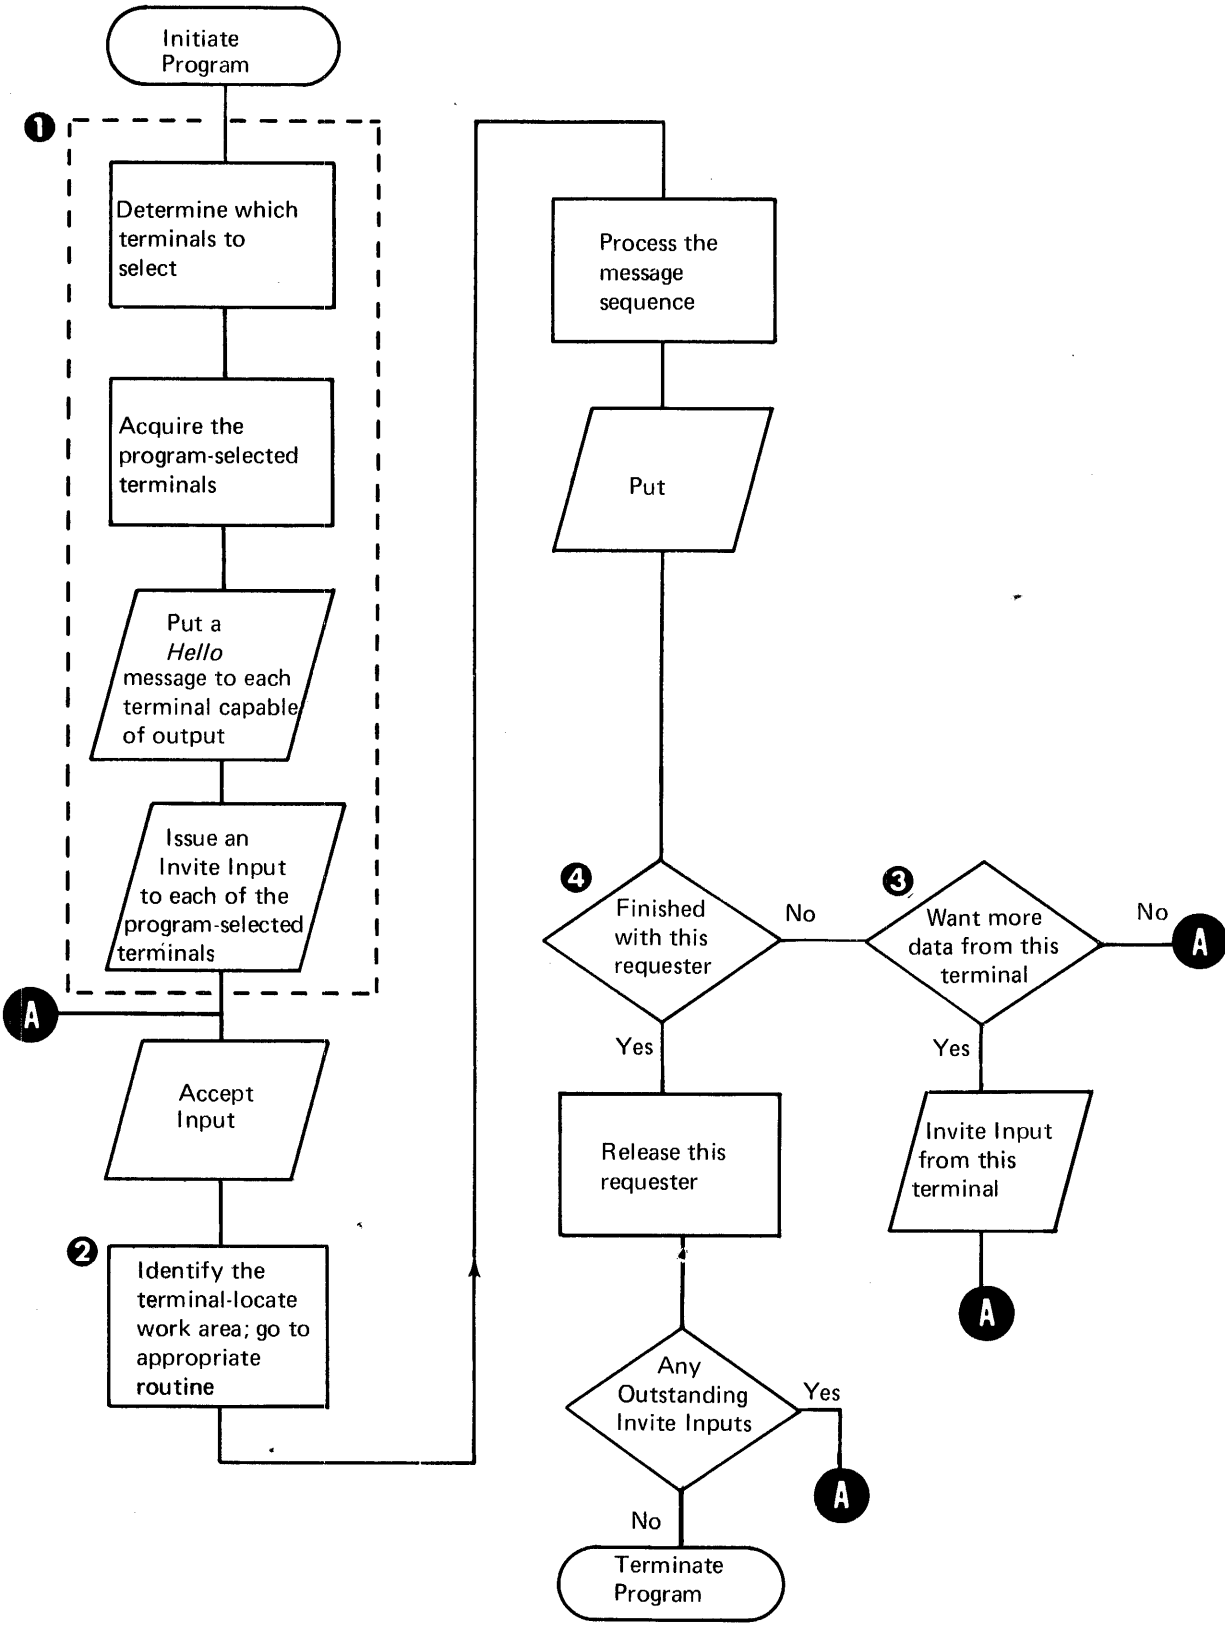 Initiate
Program
1
Determine which
terminals to
select
Acquire the
program-selected
terminals
Put a
Hello
message to each
terminal capable
of output
Issue an
Invite Input
to each of the
program-selected
terminals
A
Accept
Input
2
Identify the
terminal-locate
work area; go to
appropriate
routine
Process the
message
sequence
Put
4
Finished
with this
requester
No
3
Want more
data from this
terminal
No
A
Yes
Release this
requester
Yes
Invite Input
from this
terminal
A
Any
Outstanding
Invite Inputs
Yes
A
No
Terminate
Program